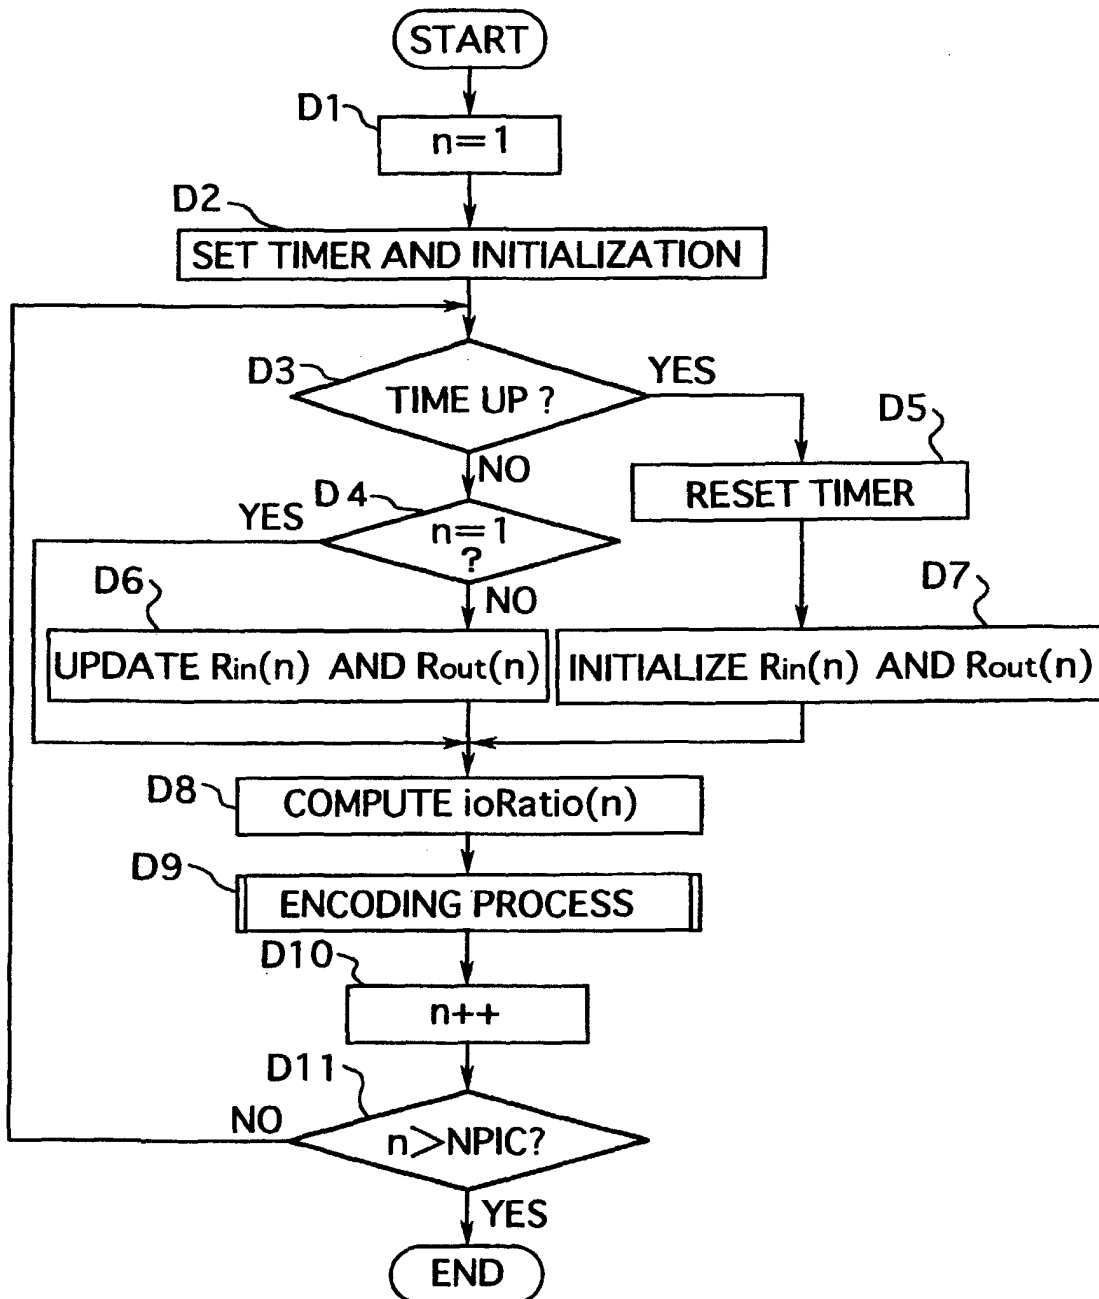 START
D1
n=1
D2
SET TIMER AND INITIALIZATION
D3
TIME UP ?
YES
NO
D5
RESET TIMER
D4
n=1
?
YES
NO
D6
UPDATE Rin(n) AND Rout(n)
D7
INITIALIZE Rin(n) AND Rout(n)
D8
COMPUTE ioRatio(n)
D9
ENCODING PROCESS
D10
n++
D11
n>NPIC?
NO
YES
END